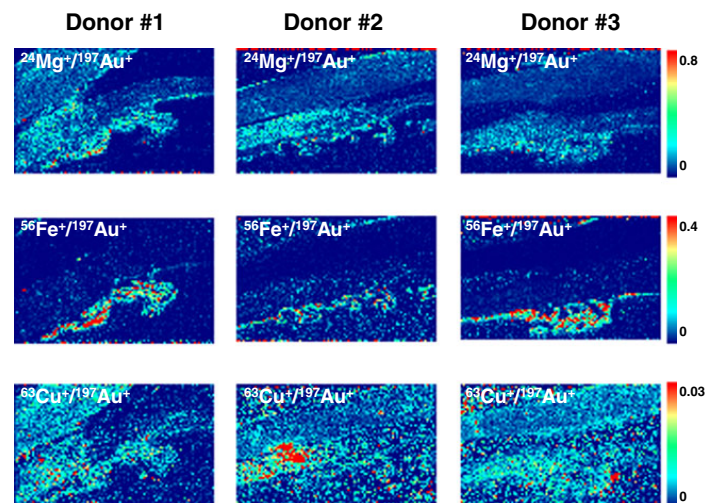 Donor #1 Donor #2 Donor #3
²⁴Mg⁺/¹⁹⁷Au⁺ ²⁴Mg⁺/¹⁹⁷Au⁺ ²⁴Mg⁺/¹⁹⁷Au⁺ 0.8
0
⁵⁶Fe⁺/¹⁹⁷Au⁺ ⁵⁶Fe⁺/¹⁹⁷Au⁺ ⁵⁶Fe⁺/¹⁹⁷Au⁺ 0.4
0
⁶³Cu⁺/¹⁹⁷Au⁺ ⁶³Cu⁺/¹⁹⁷Au⁺ ⁶³Cu⁺/¹⁹⁷Au⁺ 0.03
0